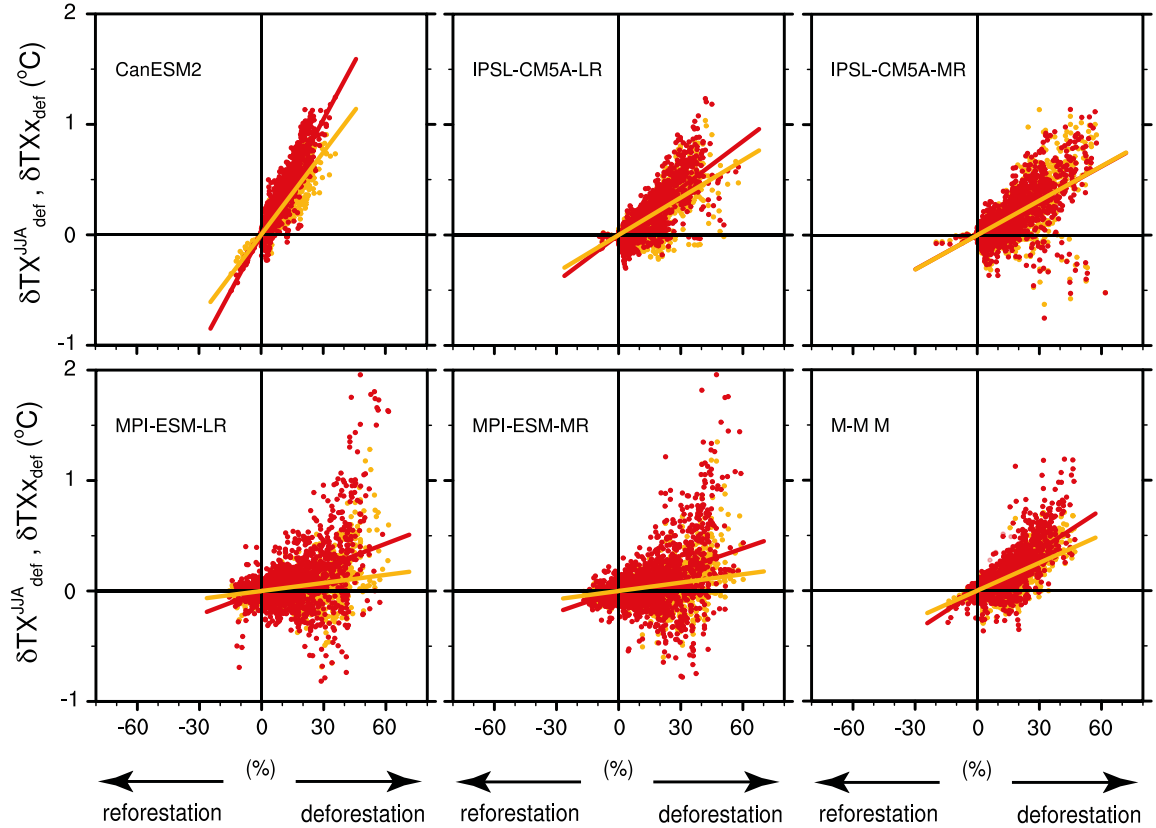 2
CanESM2
IPSL-CM5A-LR
IPSL-CM5A-MR
1
0
-1
δTX^JJA_def , δTXx_def (°C)
2
MPI-ESM-LR
MPI-ESM-MR
M-M M
1
0
-1
δTX^JJA_def , δTXx_def (°C)
-60 -30 0 30 60
-60 -30 0 30 60
-60 -30 0 30 60
(%)
(%)
(%)
reforestation deforestation
reforestation deforestation
reforestation deforestation